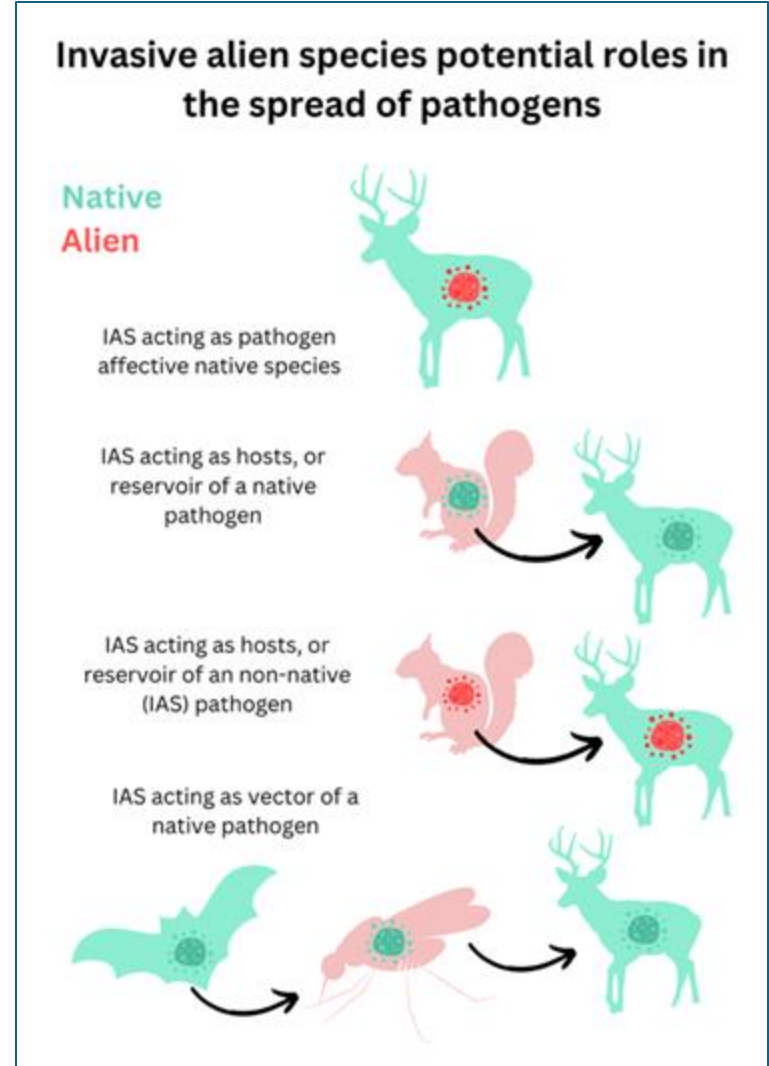 Invasive alien species potential roles in
the spread of pathogens
Native
Alien
IAS acting as pathogen
affective native species
IAS acting as hosts, or
reservoir of a native
pathogen
IAS acting as hosts, or
reservoir of an non-native
(IAS) pathogen
IAS acting as vector of a
native pathogen